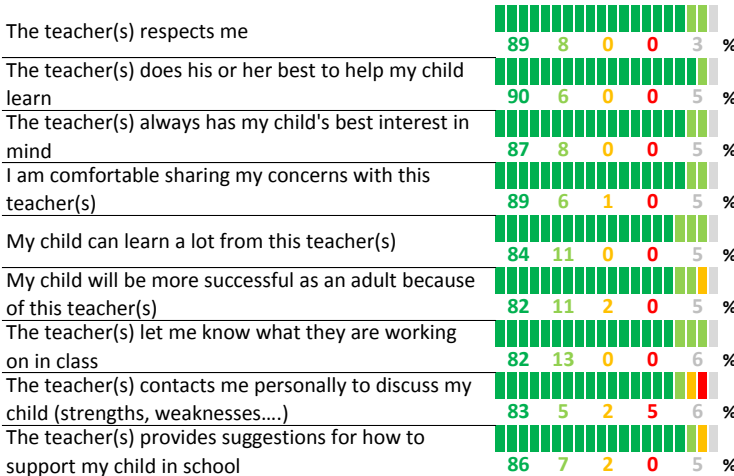 The teacher(s) respects me
89 8 0 0 3 %
The teacher(s) does his or her best to help my child
learn
90 6 0 0 5 %
The teacher(s) always has my child's best interest in
mind
87 8 0 0 5 %
I am comfortable sharing my concerns with this
teacher(s)
89 6 1 0 5 %
My child can learn a lot from this teacher(s)
84 11 0 0 5 %
My child will be more successful as an adult because
of this teacher(s)
82 11 2 0 5 %
The teacher(s) let me know what they are working
on in class
82 13 0 0 6 %
The teacher(s) contacts me personally to discuss my
child (strengths, weaknesses….)
83 5 2 5 6 %
The teacher(s) provides suggestions for how to
support my child in school
86 7 2 0 5 %